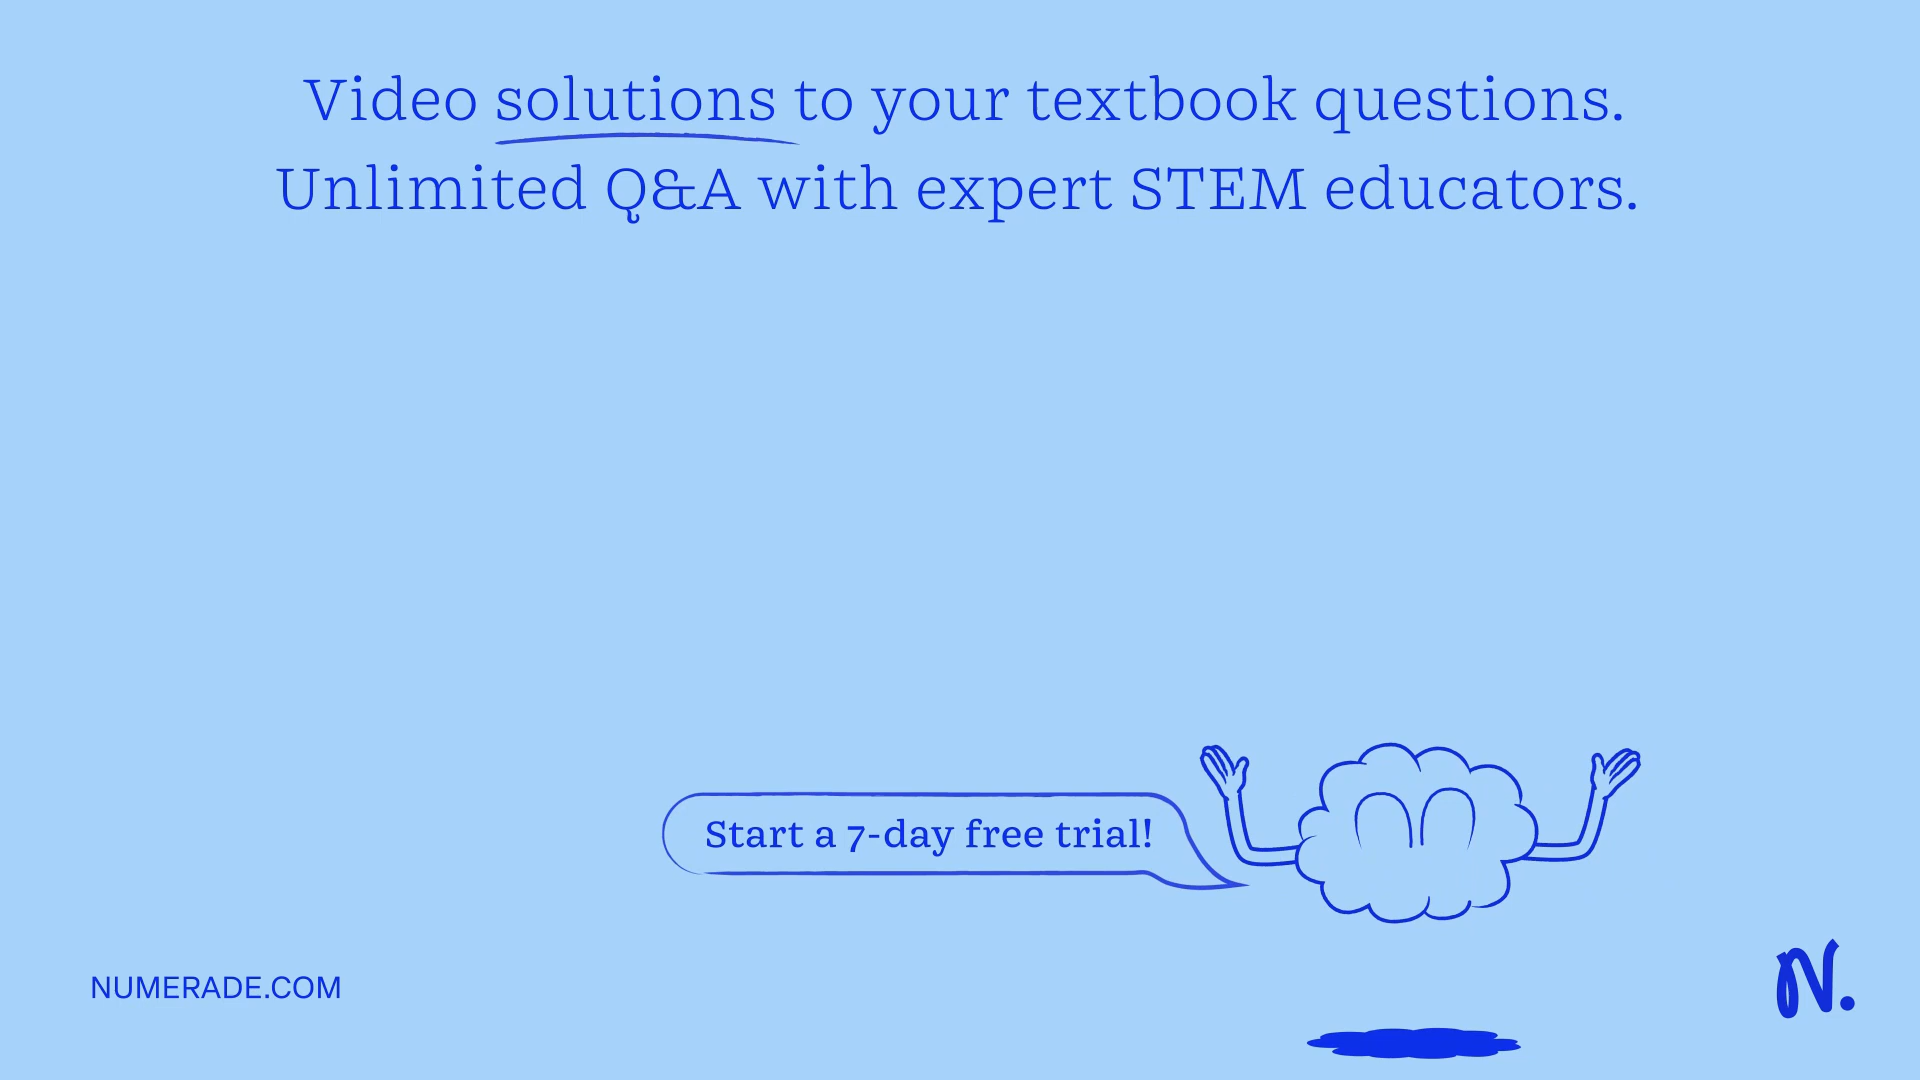 Video solutions to your textbook questions.
Unlimited Q&A with expert STEM educators.
Start a 7-day free trial!
NUMERADE.COM
N.